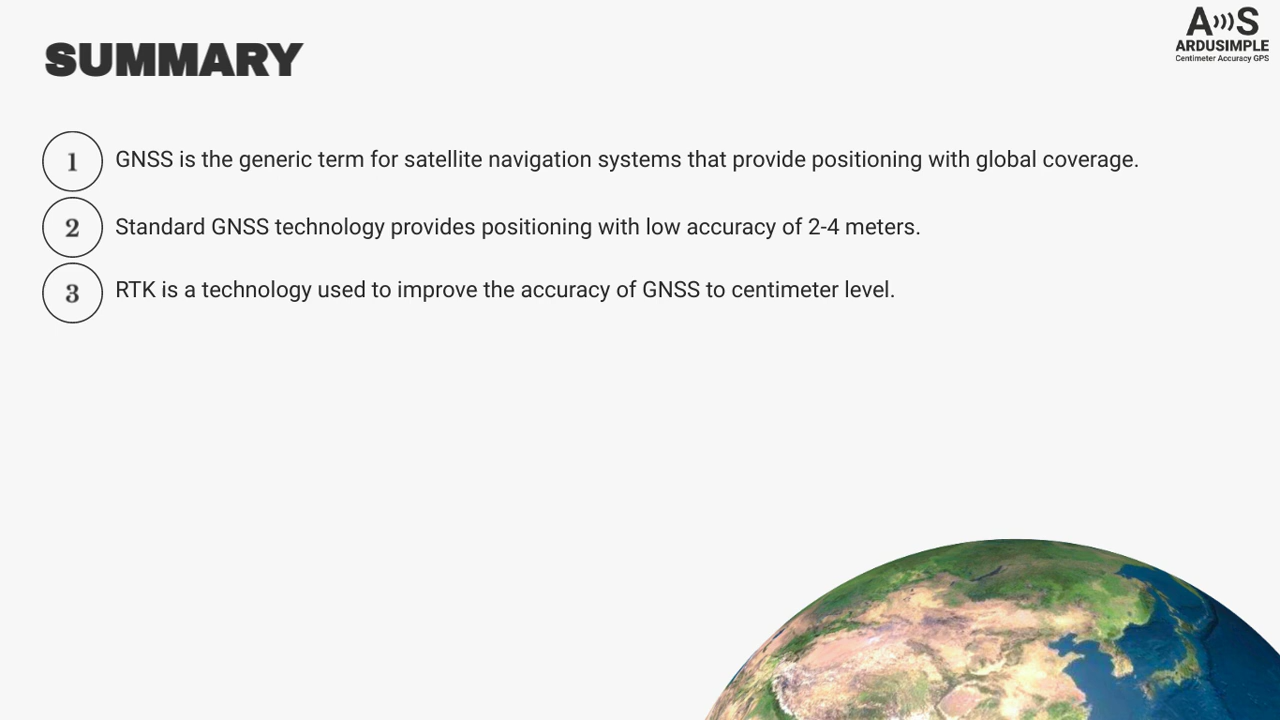 A S
ARDUSIMPLE
Centimeter Accuracy GPS
SUMMARY
1 GNSS is the generic term for satellite navigation systems that provide positioning with global coverage.
2 Standard GNSS technology provides positioning with low accuracy of 2-4 meters.
3 RTK is a technology used to improve the accuracy of GNSS to centimeter level.